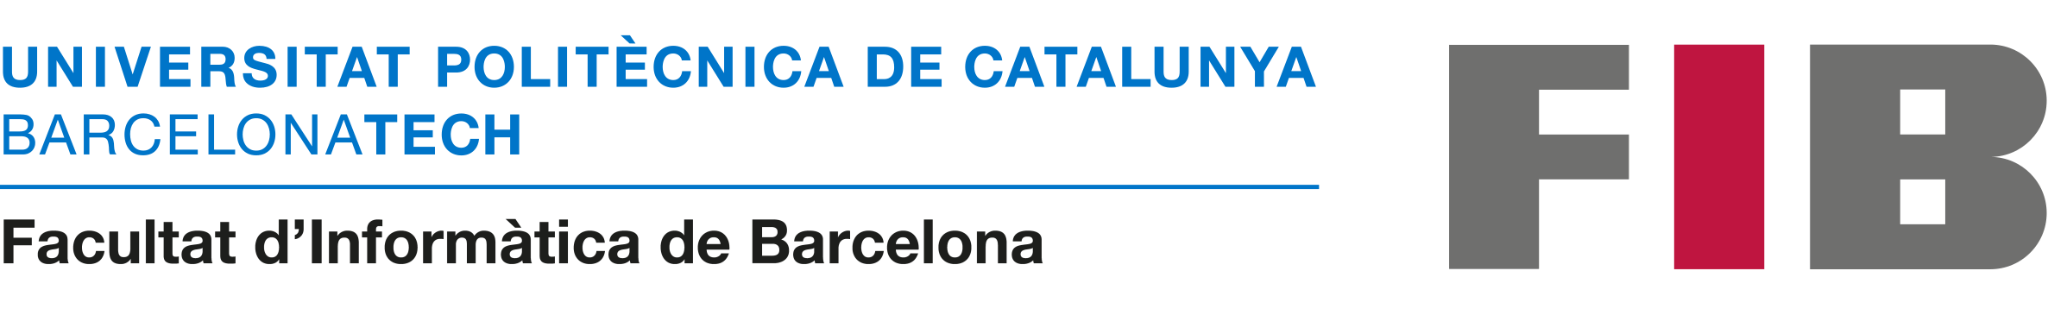 UNIVERSITAT POLITÈCNICA DE CATALUNYA
BARCELONATECH
Facultat d’Informàtica de Barcelona
FIB